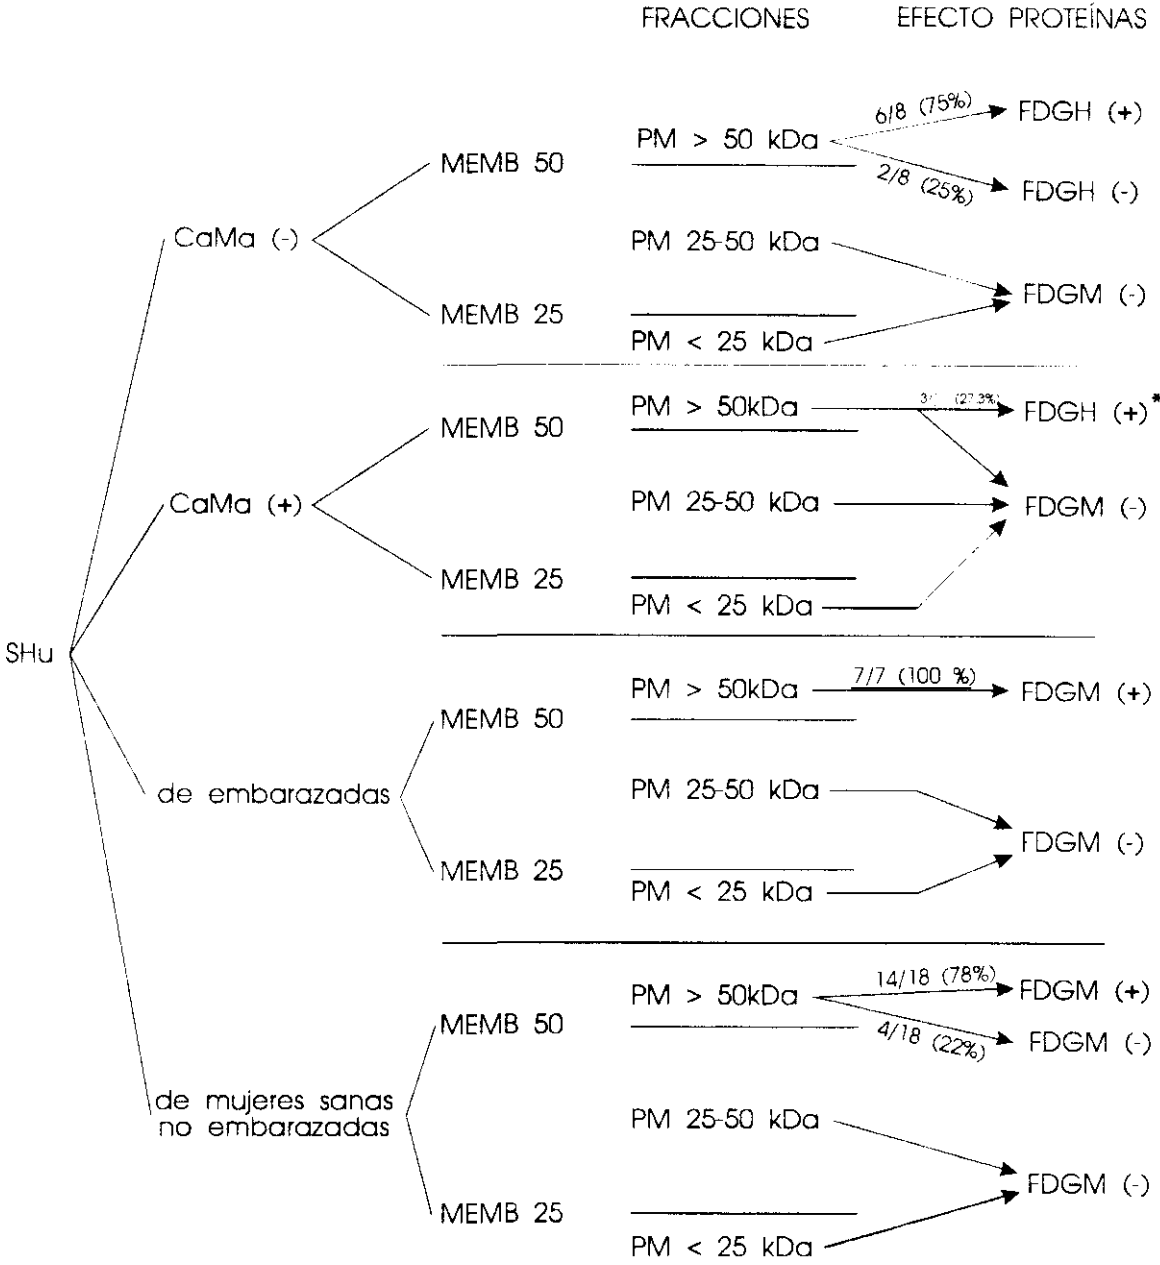 FRACCIONES EFECTO PROTEÍNAS
6/8 (75%) FDGH (+)
PM > 50 kDa
MEMB 50
2/8 (25%) FDGH (-)
CaMa (-)
PM 25-50 kDa
FDGM (-)
MEMB 25
PM < 25 kDa
PM > 50kDa (27.3%) FDGH (+)*
MEMB 50
CaMa (+)
PM 25-50 kDa FDGM (-)
MEMB 25
PM < 25 kDa
SHu
PM > 50kDa 7/7 (100 %) FDGM (+)
MEMB 50
de embarazadas
PM 25-50 kDa
FDGM (-)
MEMB 25
PM < 25 kDa
PM > 50kDa 14/18 (78%) FDGM (+)
MEMB 50
4/18 (22%) FDGM (-)
de mujeres sanas
no embarazadas
PM 25-50 kDa
FDGM (-)
MEMB 25
PM < 25 kDa